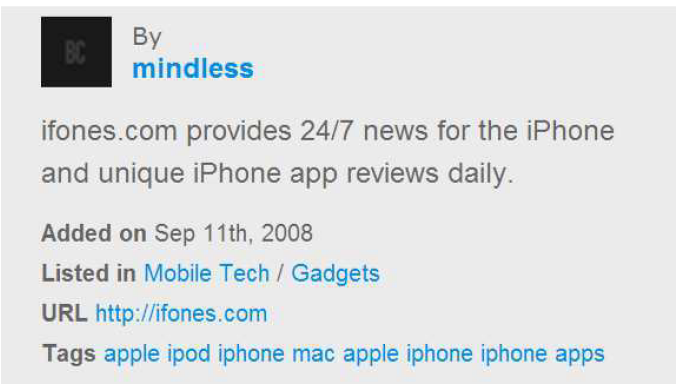 BC
By
mindless
ifones.com provides 24/7 news for the iPhone
and unique iPhone app reviews daily.
Added on Sep 11th, 2008
Listed in Mobile Tech / Gadgets
URL http://ifones.com
Tags apple ipod iphone mac apple iphone iphone apps